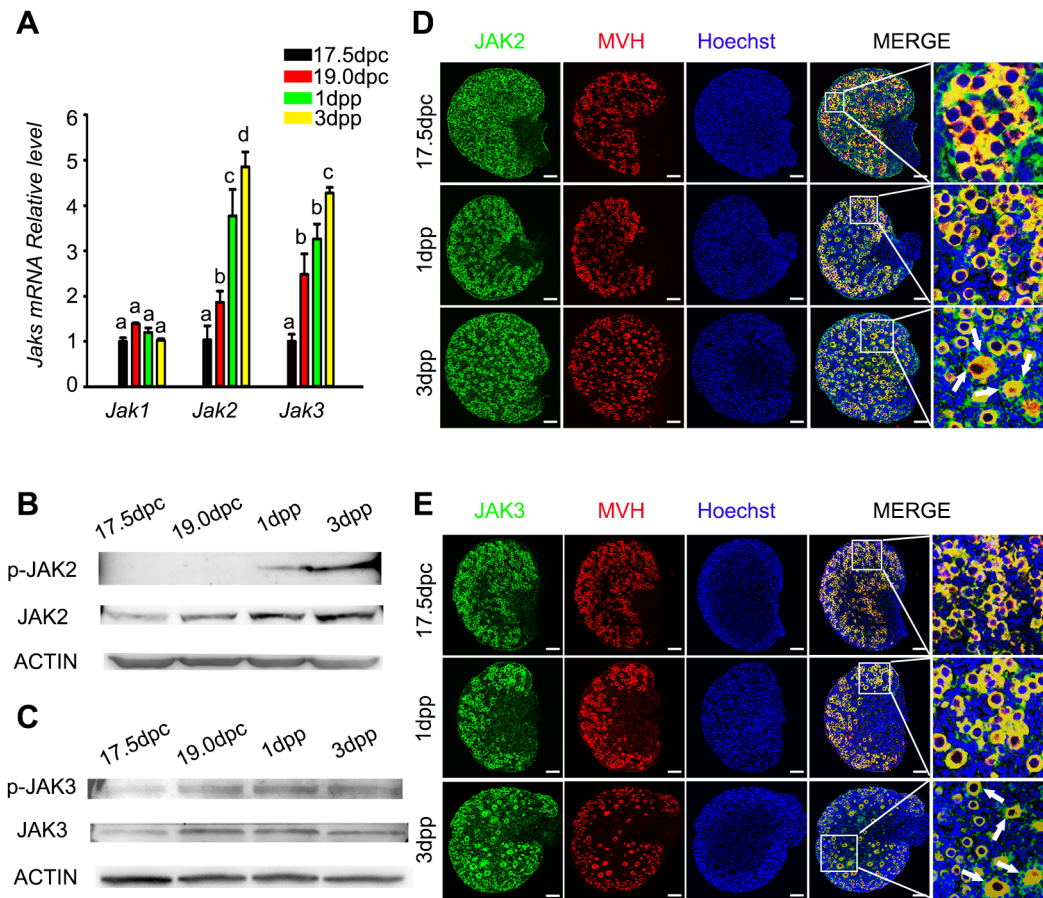 A
17.5dpc
19.0dpc
1dpp
3dpp
Jaks mRNA Relative level
6
5
4
3
2
1
0
a a a a
a b c d
a b b c
Jak1 Jak2 Jak3
B
17.5dpc 19.0dpc 1dpp 3dpp
p-JAK2
JAK2
ACTIN
C
17.5dpc 19.0dpc 1dpp 3dpp
p-JAK3
JAK3
ACTIN
D
JAK2 MVH Hoechst MERGE
17.5dpc
1dpp
3dpp
E
JAK3 MVH Hoechst MERGE
17.5dpc
1dpp
3dpp